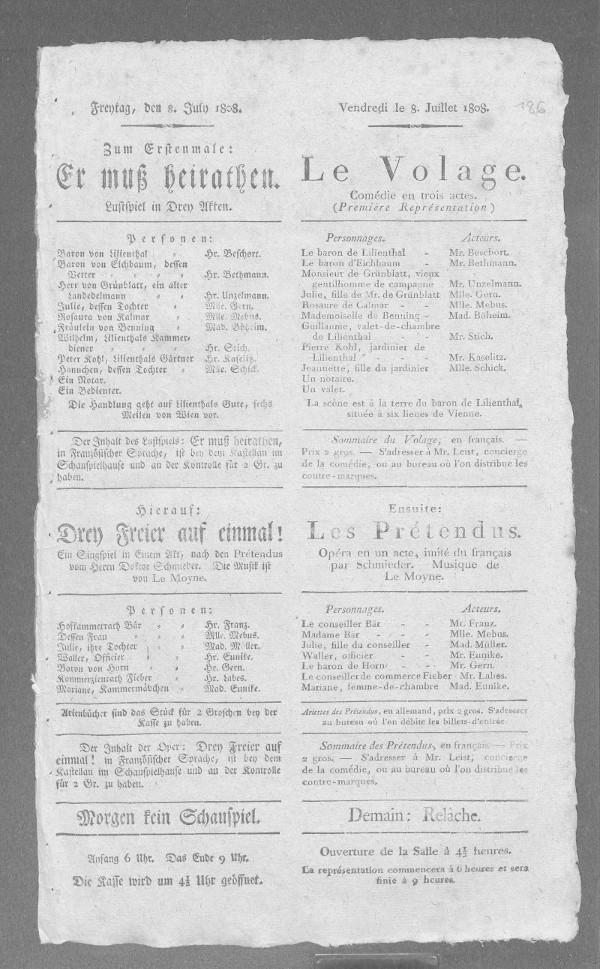 186
Freytag, den 8. July 1808.
Zum Erstenmale:
Er muß heirathen.
Lustspiel in Drey Akten.
Personen:
Baron von Lilienthal Hr. Beschort.
Baron von Eichbaum, dessen
Vetter Hr. Bethmann.
Herr von Grünblatt, ein alter
Landedelmann Hr. Unzelmann.
Julie, dessen Tochter Mlle. Gern.
Rosaura von Kalmar Mlle. Mebus.
Fräulein von Benning Mad. Böheim.
Wilhelm, Lilienthals Kammer-
diener Hr. Stich.
Peter Kohl, Lilienthals Gärtner Hr. Kaselitz.
Hannchen, dessen Tochter Mlle. Schick.
Ein Notar.
Ein Bedienter.
Die Handlung geht auf Lilienthals Gute, sechs
Meilen von Wien vor.
Der Inhalt des Lustspiels: Er muß heirathen,
in Französischer Sprache, ist bey dem Kastellan im
Schauspielhause und an der Kontrolle für 2 Gr. zu
haben.
Hierauf:
Drey Freier auf einmal!
Ein Singspiel in Einem Akt, nach den Prétendus
vom Herrn Doktor Schmieder. Die Musik ist
von Le Moyne.
Personen:
Hofkammerrath Bär Hr. Franz.
Dessen Frau Mlle. Mebus.
Julie, ihre Tochter Mad. Müller.
Waller, Officier Hr. Eunike.
Baron von Horn Hr. Gern.
Kommerzienrath Fieber Hr. Labes.
Mariane, Kammermädchen Mad. Eunike.
Arienbücher sind das Stück für 2 Groschen bey der
Kasse zu haben.
Der Inhalt der Oper: Drey Freier auf
einmal! in Französischer Sprache, ist bey dem
Kastellan im Schauspielhause und an der Kontrolle
für 2 Gr. zu haben.
Morgen kein Schauspiel.
Anfang 6 Uhr. Das Ende 9 Uhr.
Die Kasse wird um 4½ Uhr geöffnet.
Vendredi le 8. Juillet 1808.
Le Volage.
Comédie en trois actes.
(Première Représentation)
Personnages. Acteurs.
Le baron de Lilienthal - Mr. Beschort.
Le baron d'Eichbaum - Mr. Bethmann.
Monsieur de Grünblatt, vieux
gentilhomme de campagne Mr. Unzelmann.
Julie, fille de Mr. de Grünblatt Mlle. Gern.
Rosaure de Calmar - - Mlle. Mebus.
Mademoiselle de Benning - Mad. Böheim.
Guillaume, valet-de-chambre
de Lilienthal - - Mr. Stich.
Pierre Kohl, jardinier de
Lilienthal - - - Mr. Kaselitz.
Jeannette, fille du jardinier Mlle. Schick.
Un notaire.
Un valet.
La scène est à la terre du baron de Lilienthal,
située à six lieues de Vienne.
Sommaire du Volage, en français. —
Prix 2 gros. — S'adresser à Mr. Leist, concierge
de la comédie, ou au bureau où l'on distribue les
contre-marques.
Ensuite:
Les Prétendus.
Opéra en un acte, imité du français
par Schmieder. Musique de
Le Moyne.
Personnages. Acteurs.
Le conseiller Bär - - Mr. Franz.
Madame Bär - - - Mlle. Mebus.
Julie, fille du conseiller - Mad. Müller.
Waller, officier - - Mr. Eunike.
Le baron de Horn - - Mr. Gern.
Le conseiller de commerce Fieber Mr. Labes.
Mariane, femme-de-chambre Mad. Eunike.
Ariettes des Prétendus, en allemand, prix 2 gros. S'adresser
au bureau où l'on débite les billets-d'entrée.
Sommaire des Prétendus, en français — Prix
2 gros. — S'adresser à Mr. Leist, concierge
de la comédie, ou au bureau où l'on distribue les
contre-marques.
Demain: Relâche.
Ouverture de la Salle à 4½ heures.
La représentation commencera à 6 heures et sera
finie à 9 heures.